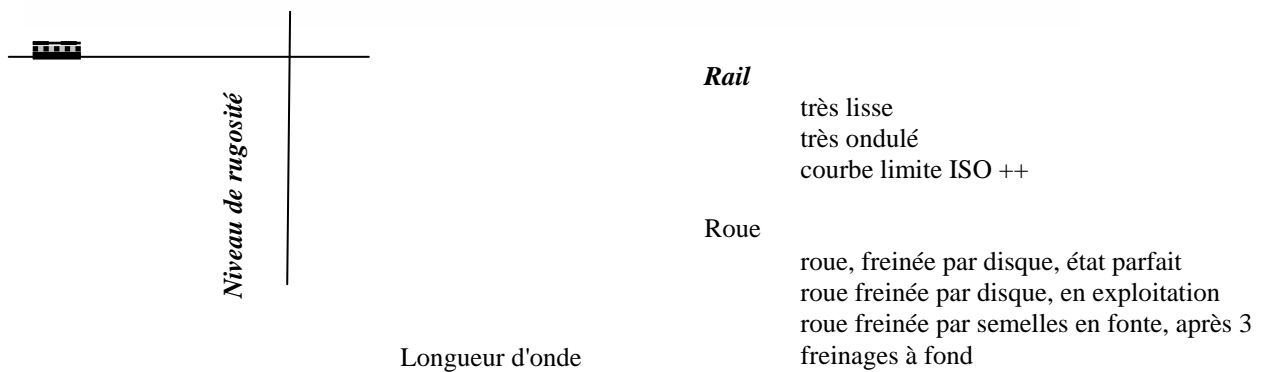 Niveau de rugosité
Longueur d'onde
Rail
très lisse
très ondulé
courbe limite ISO ++
Roue
roue, freinée par disque, état parfait
roue freinée par disque, en exploitation
roue freinée par semelles en fonte, après 3
freinages à fond